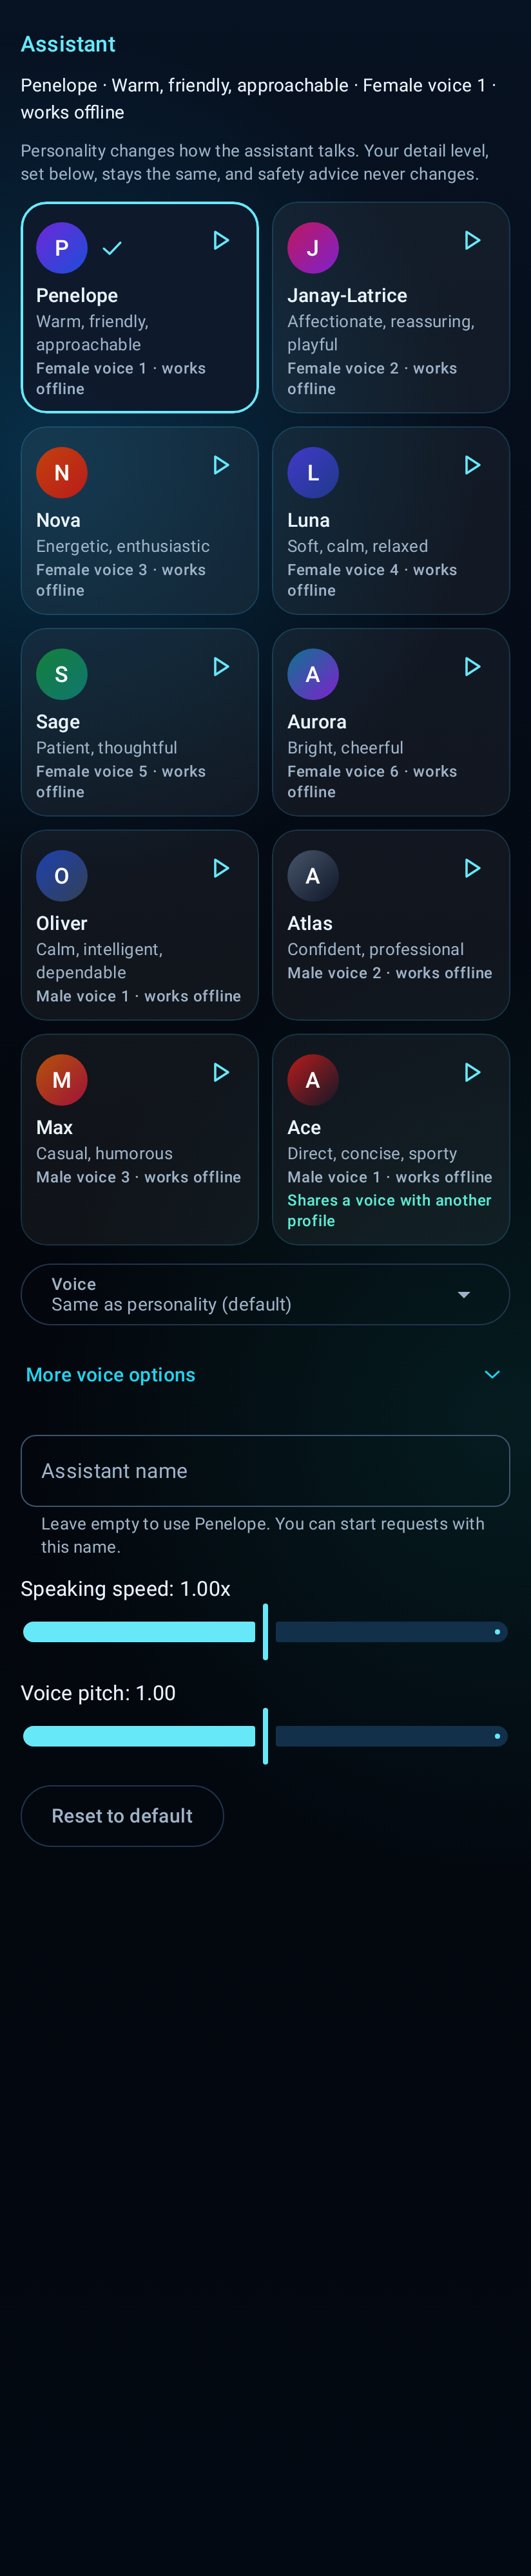 Assistant
Penelope · Warm, friendly, approachable · Female voice 1 ·
works offline
Personality changes how the assistant talks. Your detail level,
set below, stays the same, and safety advice never changes.
P
Penelope
Warm, friendly,
approachable
Female voice 1 · works
offline
J
Janay-Latrice
Affectionate, reassuring,
playful
Female voice 2 · works
offline
N
Nova
Energetic, enthusiastic
Female voice 3 · works
offline
L
Luna
Soft, calm, relaxed
Female voice 4 · works
offline
S
Sage
Patient, thoughtful
Female voice 5 · works
offline
A
Aurora
Bright, cheerful
Female voice 6 · works
offline
O
Oliver
Calm, intelligent,
dependable
Male voice 1 · works offline
A
Atlas
Confident, professional
Male voice 2 · works offline
M
Max
Casual, humorous
Male voice 3 · works offline
A
Ace
Direct, concise, sporty
Male voice 1 · works offline
Shares a voice with another
profile
Voice
Same as personality (default)
More voice options
Assistant name
Leave empty to use Penelope. You can start requests with
this name.
Speaking speed: 1.00x
Voice pitch: 1.00
Reset to default